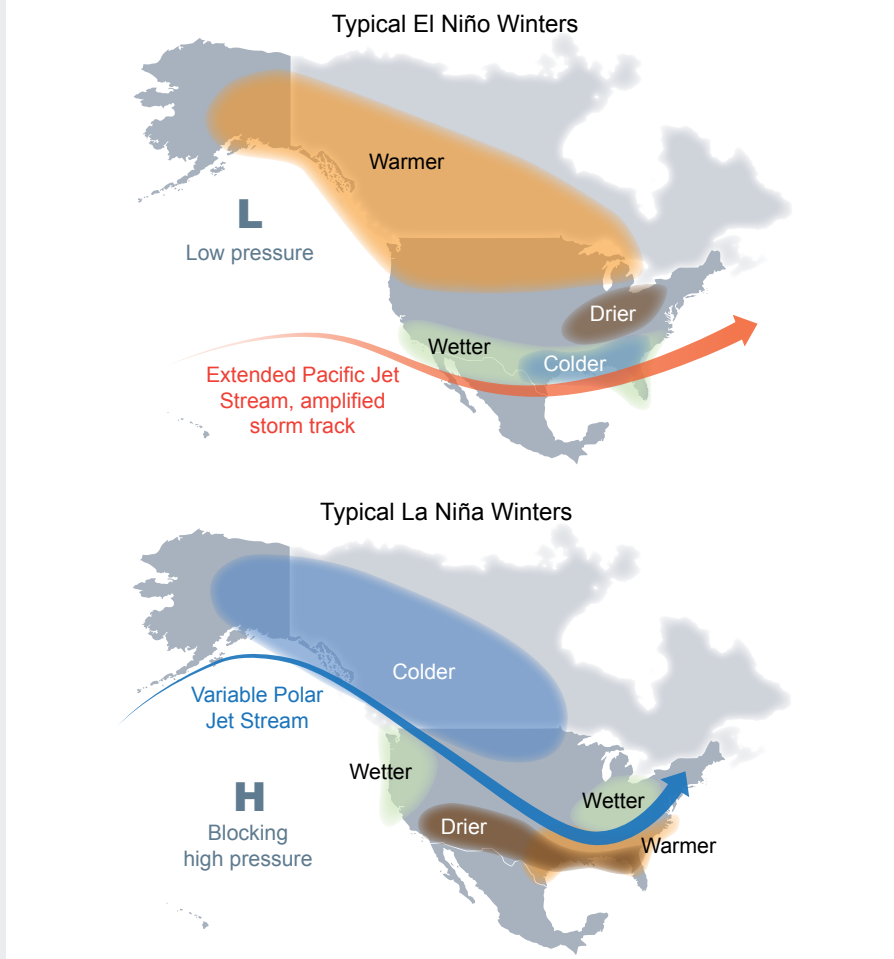 Typical El Niño Winters
Warmer
L
Low pressure
Drier
Wetter
Colder
Extended Pacific Jet
Stream, amplified
storm track
Typical La Niña Winters
Colder
Variable Polar
Jet Stream
Wetter
H
Blocking
high pressure
Wetter
Drier
Warmer